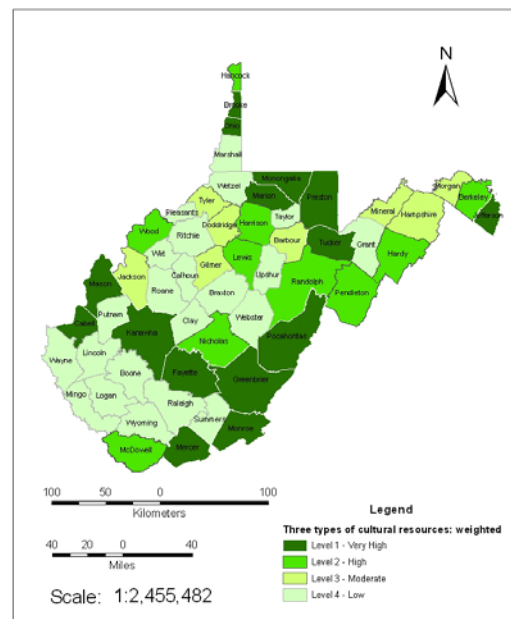 N
Hancock
Brooke
Ohio
Marshall
Wetzel
Monongalia
Marion
Preston
Morgan
Berkeley
Jefferson
Tyler
Pleasants
Doddridge
Harrison
Taylor
Mineral
Hampshire
Wood
Ritchie
Barbour
Tucker
Grant
Hardy
Wirt
Lewis
Gilmer
Calhoun
Upshur
Randolph
Pendleton
Mason
Jackson
Roane
Braxton
Webster
Putnam
Cabell
Clay
Kanawha
Nicholas
Pocahontas
Wayne
Lincoln
Boone
Fayette
Greenbrier
Mingo
Logan
Raleigh
Summers
Wyoming
Monroe
McDowell
Mercer
100 50 0 100
Kilometers
40 20 0 40
Miles
Scale: 1:2,455,482
Legend
Three types of cultural resources: weighted
Level 1 - Very High
Level 2 - High
Level 3 - Moderate
Level 4 - Low